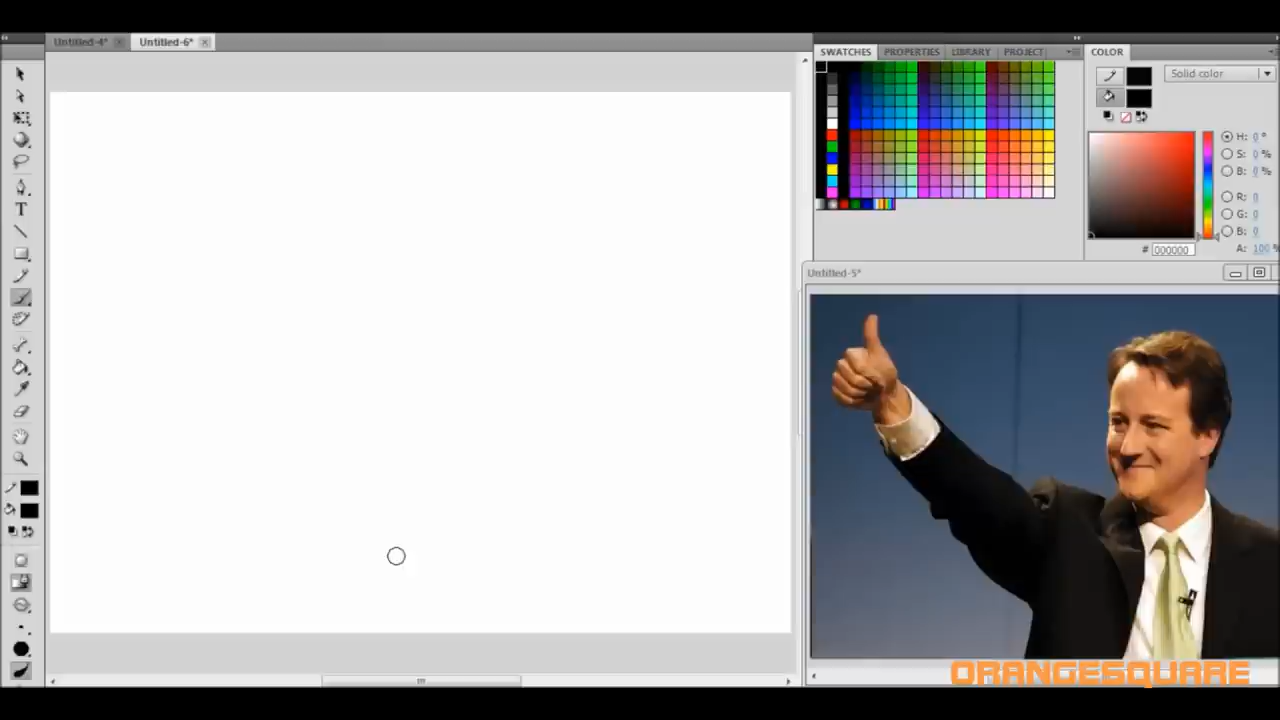 Untitled-4*
Untitled-6*
SWATCHES
PROPERTIES
LIBRARY
PROJECT
COLOR
Solid color
H: 0 °
S: 0 %
B: 0 %
R: 0
G: 0
B: 0
# 000000
A: 100 %
Untitled-5*
T
ORANGESQUARE